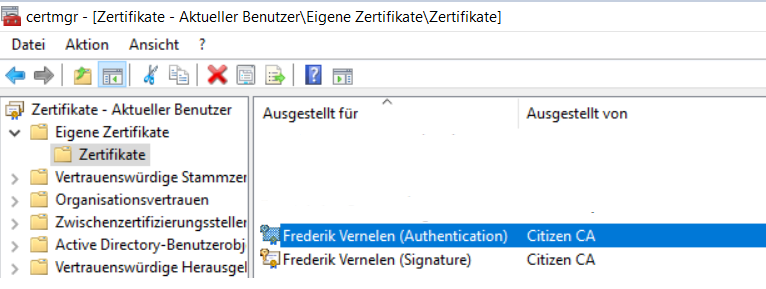 certmgr - [Zertifikate - Aktueller Benutzer\Eigene Zertifikate\Zertifikate]
Datei Aktion Ansicht ?
Zertifikate - Aktueller Benutzer
Eigene Zertifikate
Zertifikate
Vertrauenswürdige Stammzer
Organisationsvertrauen
Zwischenzertifizierungssteller
Active Directory-Benutzerobj
Vertrauenswürdige Herausgel
Ausgestellt für Ausgestellt von
Frederik Vernelen (Authentication) Citizen CA
Frederik Vernelen (Signature) Citizen CA